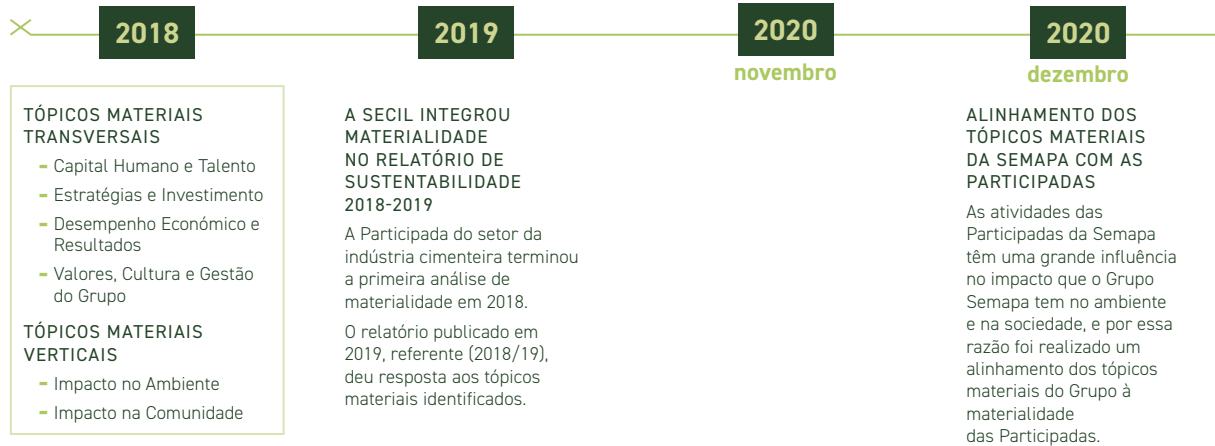 2018
TÓPICOS MATERIAIS
TRANSVERSAIS
- Capital Humano e Talento
- Estratégias e Investimento
- Desempenho Económico e
Resultados
- Valores, Cultura e Gestão
do Grupo
TÓPICOS MATERIAIS
VERTICAIS
- Impacto no Ambiente
- Impacto na Comunidade
2019
A SECIL INTEGROU
MATERIALIDADE
NO RELATÓRIO DE
SUSTENTABILIDADE
2018-2019
A Participada do setor da
indústria cimenteira terminou
a primeira análise de
materialidade em 2018.
O relatório publicado em
2019, referente (2018/19),
deu resposta aos tópicos
materiais identificados.
2020
novembro
2020
dezembro
ALINHAMENTO DOS
TÓPICOS MATERIAIS
DA SEMAPA COM AS
PARTICIPADAS
As atividades das
Participadas da Semapa
têm uma grande influência
no impacto que o Grupo
Semapa tem no ambiente
e na sociedade, e por essa
razão foi realizado um
alinhamento dos tópicos
materiais do Grupo à
materialidade
das Participadas.